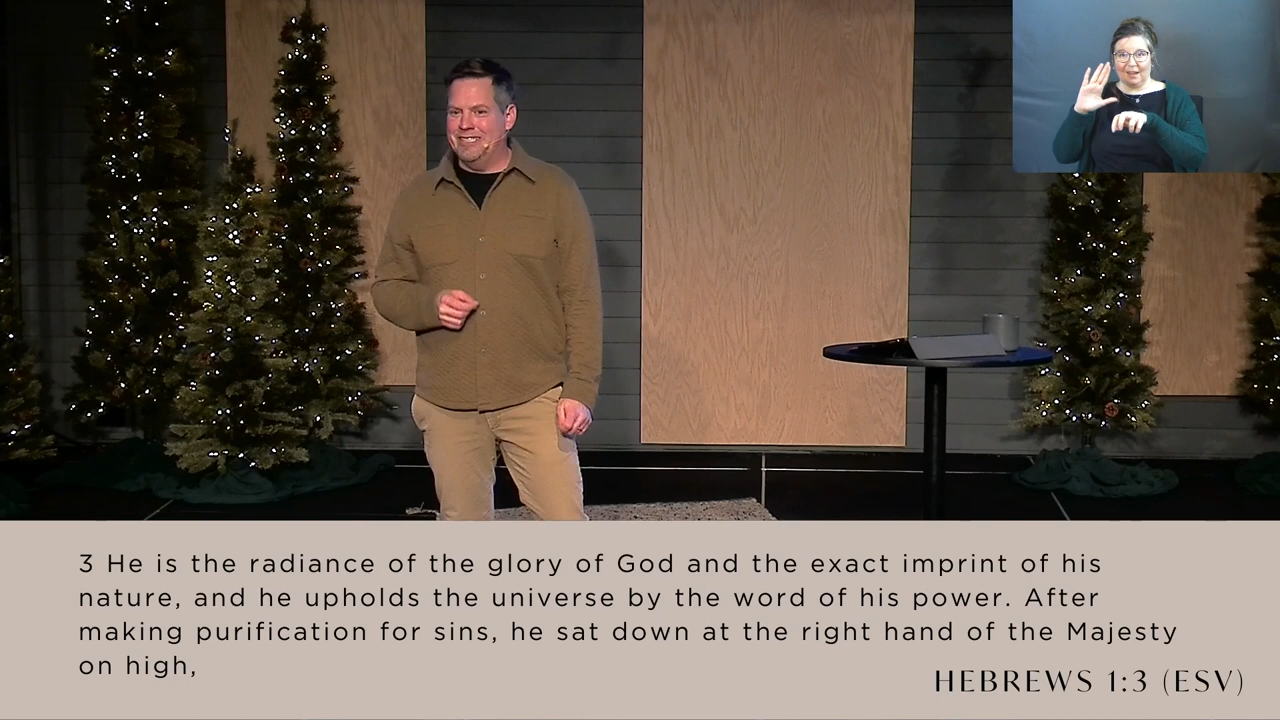 3 He is the radiance of the glory of God and the exact imprint of his
nature, and he upholds the universe by the word of his power. After
making purification for sins, he sat down at the right hand of the Majesty
on high,
HEBREWS 1:3 (ESV)